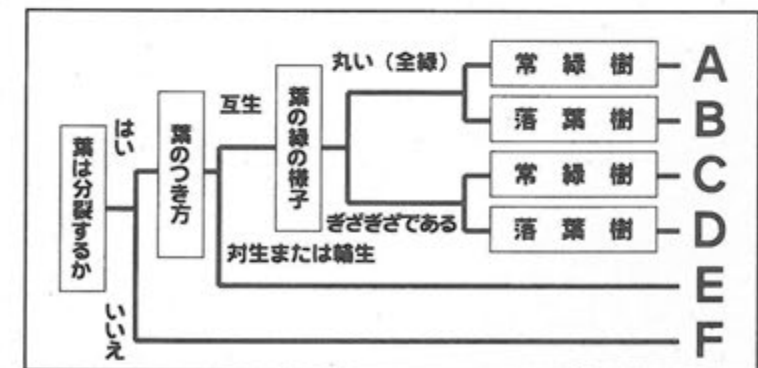 葉は分裂するか
はい
いいえ
葉のつき方
互生
対生または輪生
葉の縁の様子
丸い（全縁）
ぎざぎざである
常緑樹
A
落葉樹
B
常緑樹
C
落葉樹
D
E
F